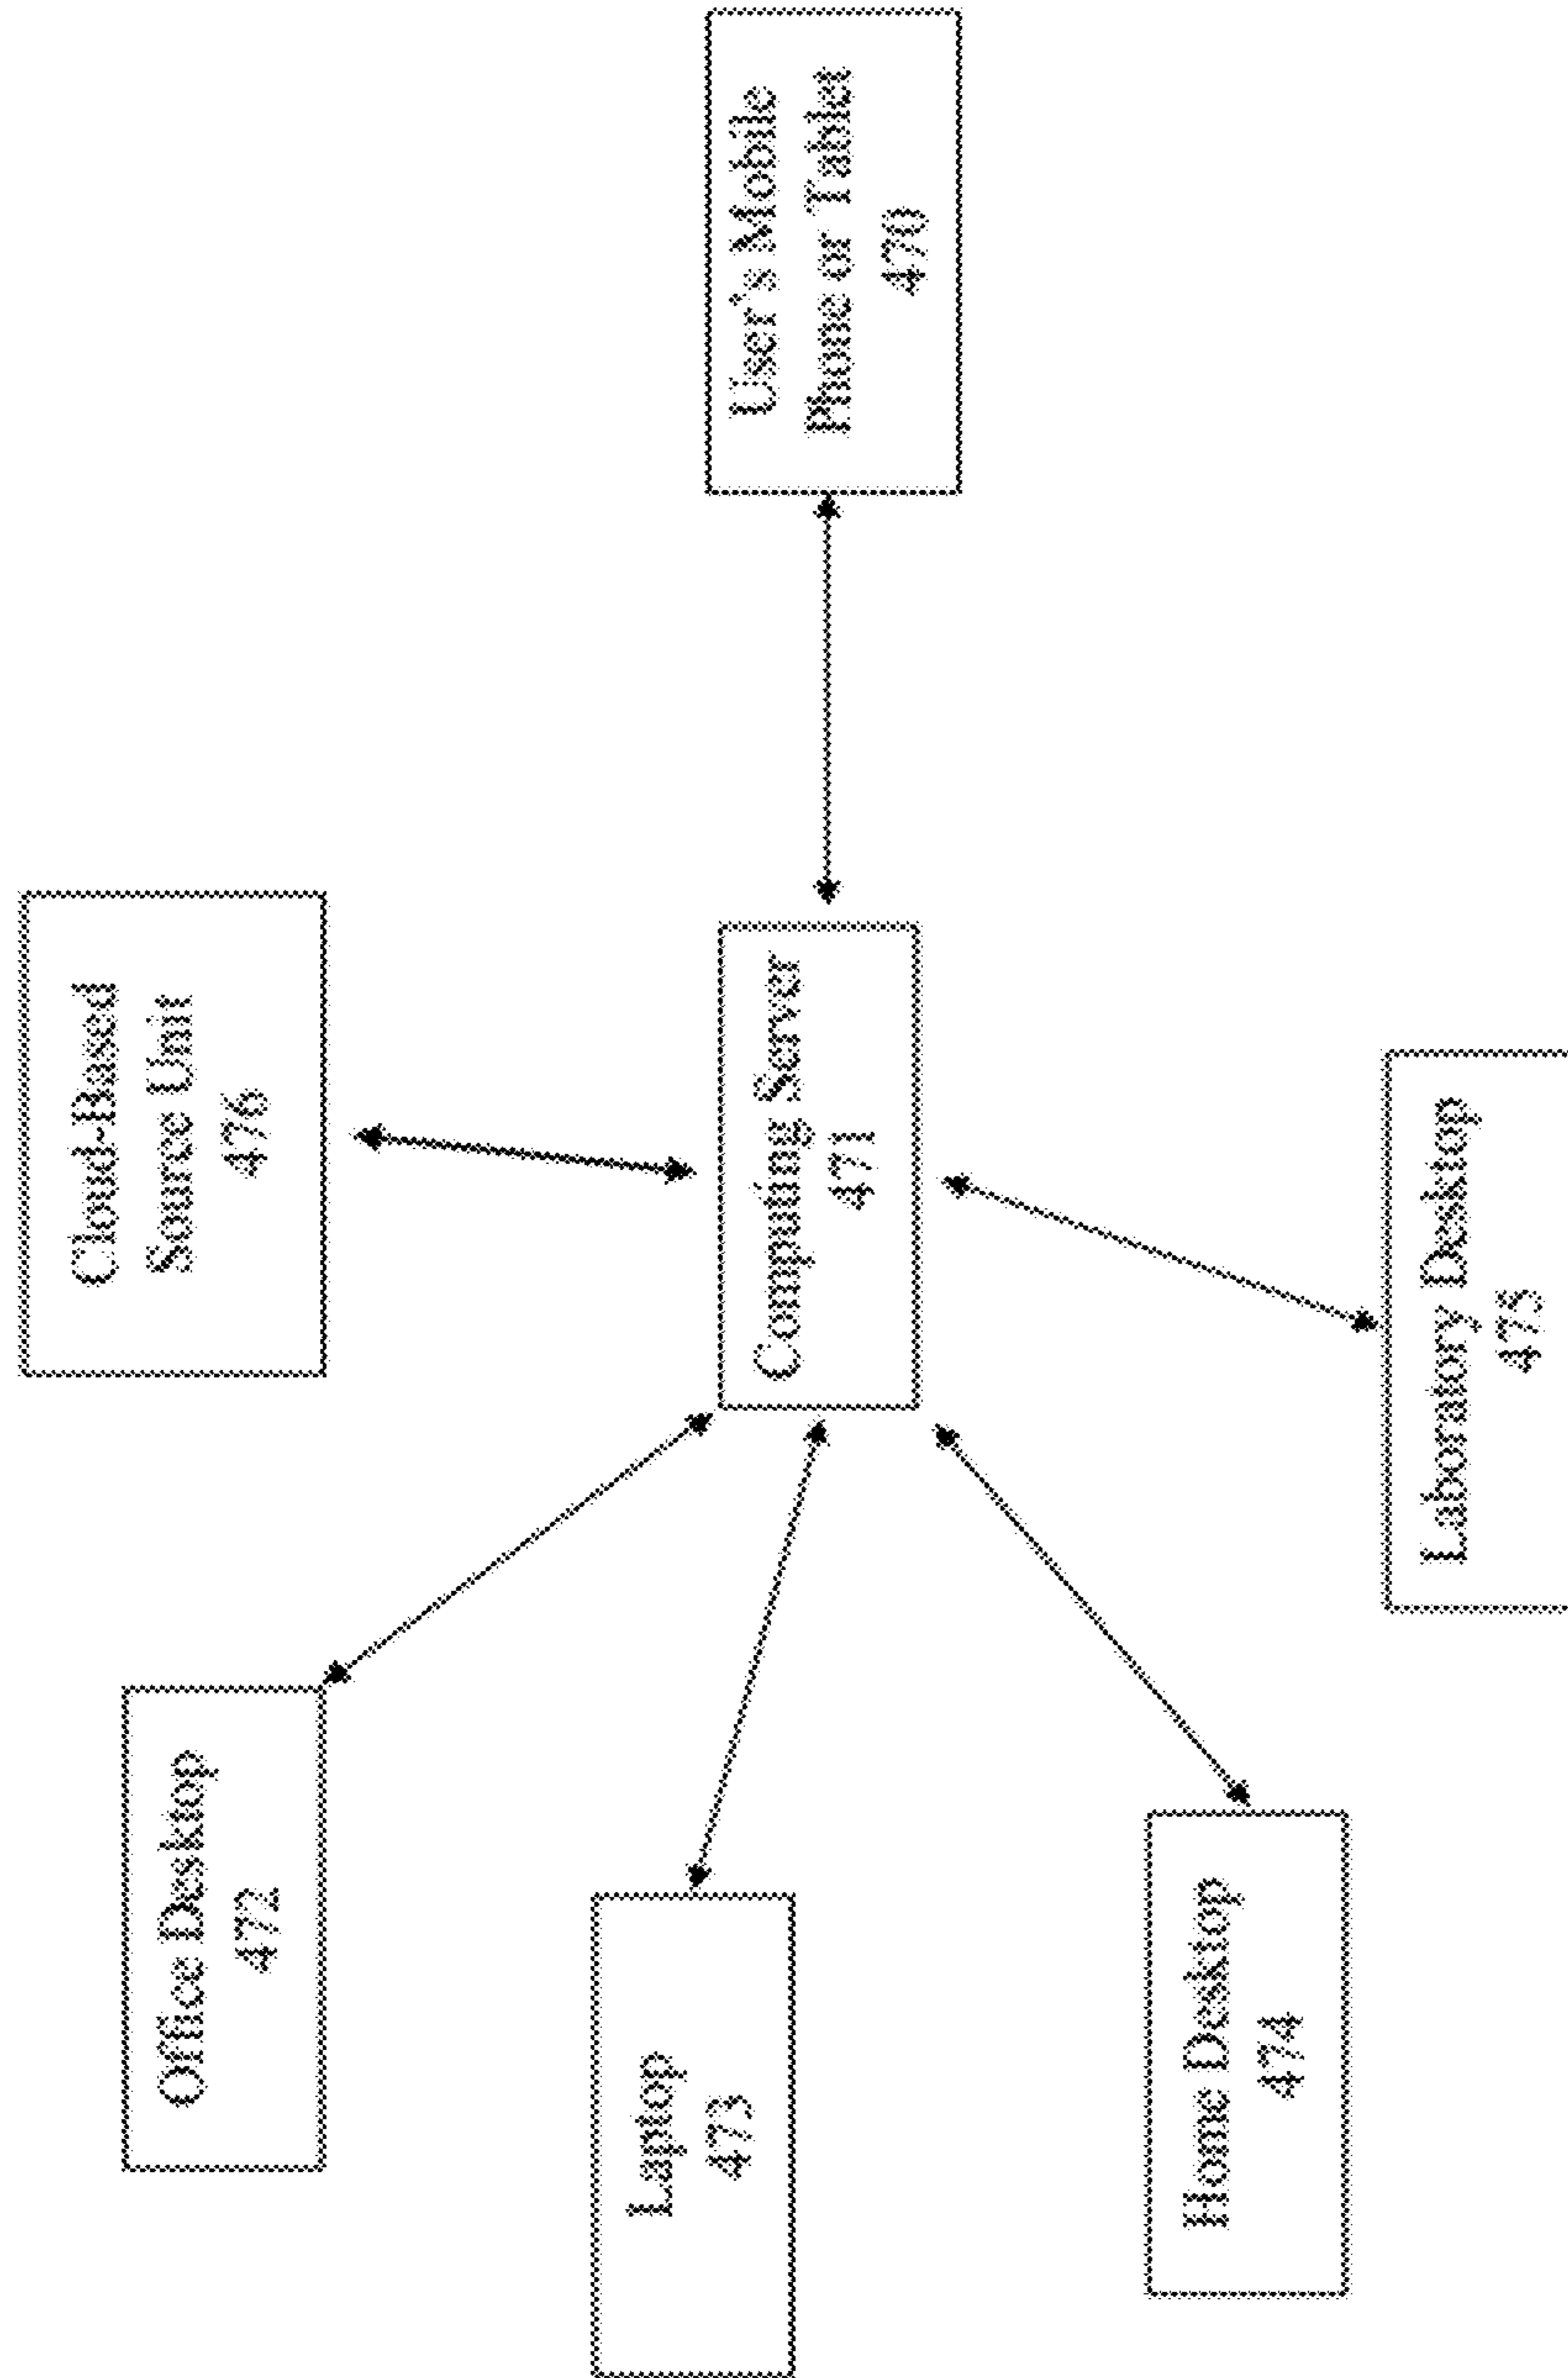 Cloud-Based
Source Unit
476
Office Desktop
472
Laptop
473
Computing Server
471
User's Mobile
Phone or Tablet
470
Home Desktop
474
Laboratory Desktop
475